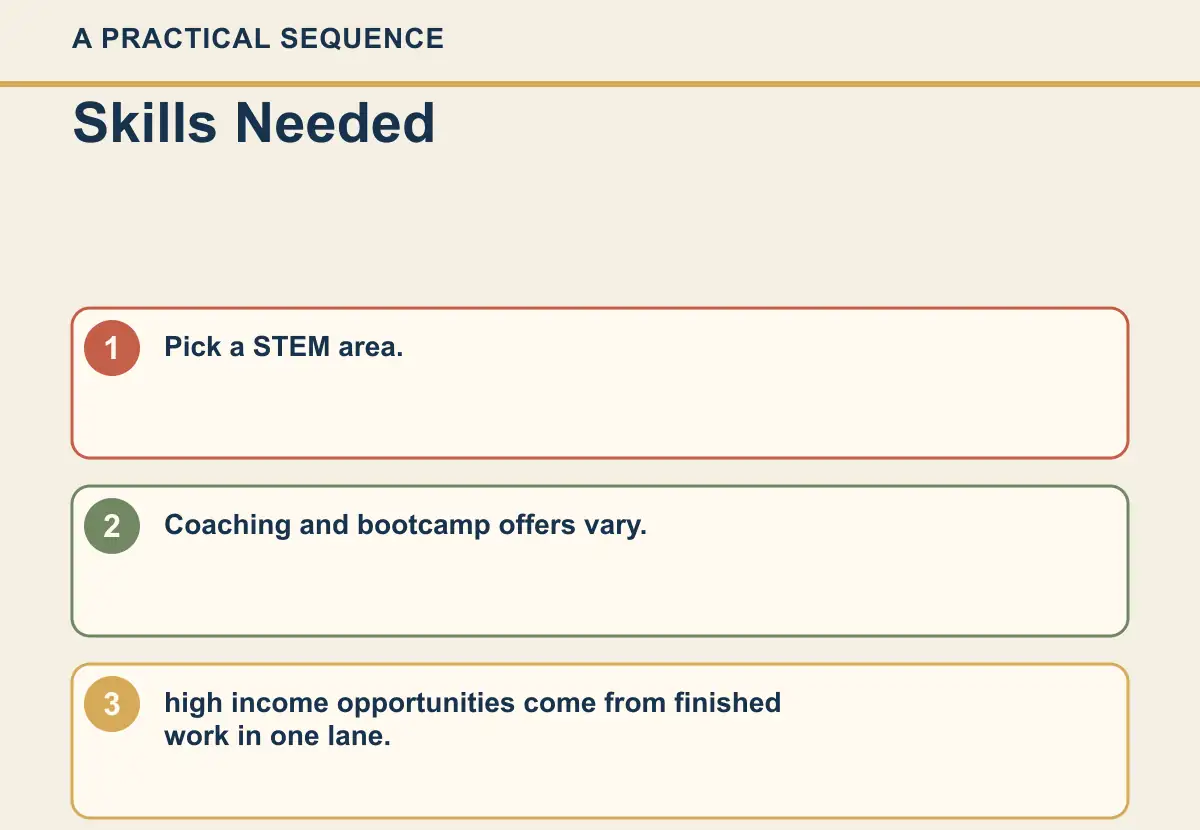 A PRACTICAL SEQUENCE
Skills Needed
1
Pick a STEM area.
2
Coaching and bootcamp offers vary.
3
high income opportunities come from finished
work in one lane.